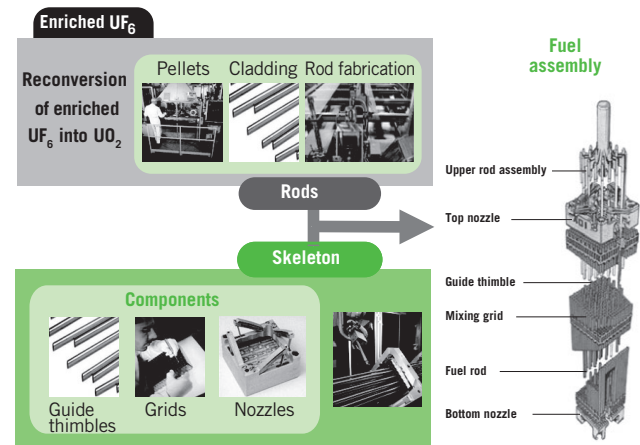 Enriched UF6
Reconversion
of enriched
UF6 into UO2
Pellets
Cladding
Rod fabrication
Rods
Skeleton
Components
Guide
thimbles
Grids
Nozzles
Fuel
assembly
Upper rod assembly
Top nozzle
Guide thimble
Mixing grid
Fuel rod
Bottom nozzle